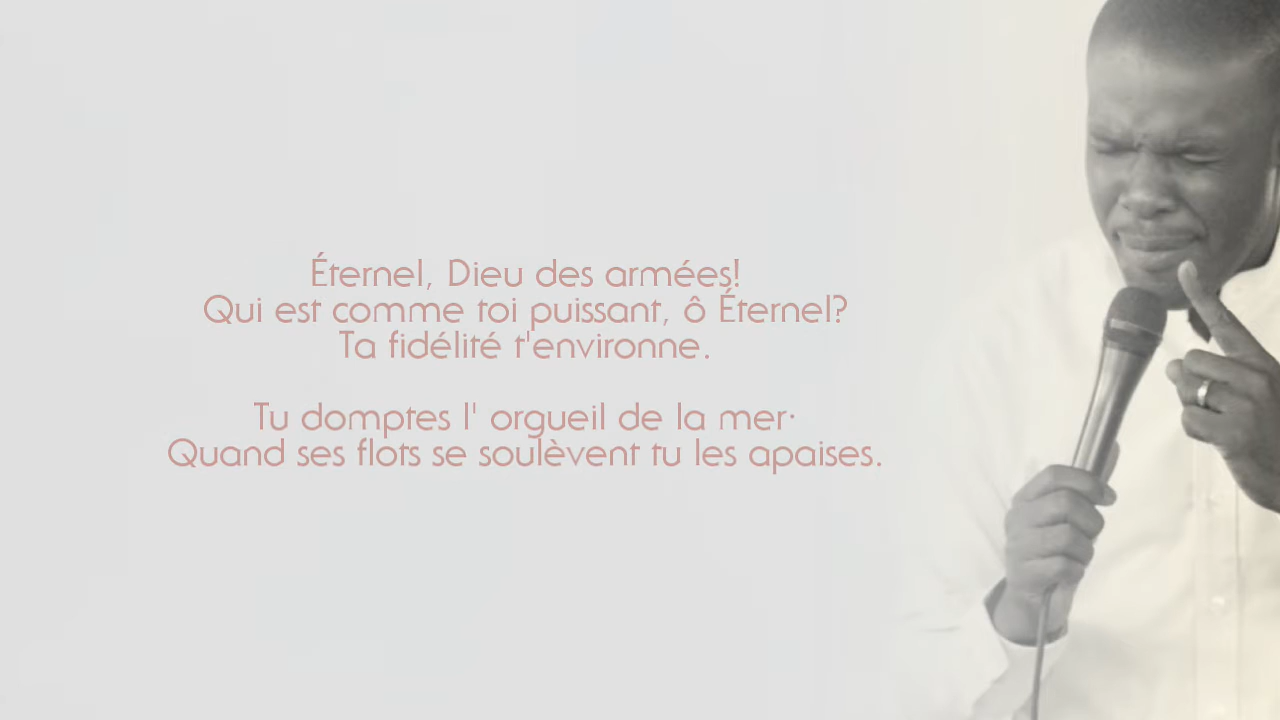 Éternel, Dieu des armées!
Qui est comme toi puissant, ô Éternel?
Ta fidélité t'environne.
Tu domptes l' orgueil de la mer·
Quand ses flots se soulèvent tu les apaises.